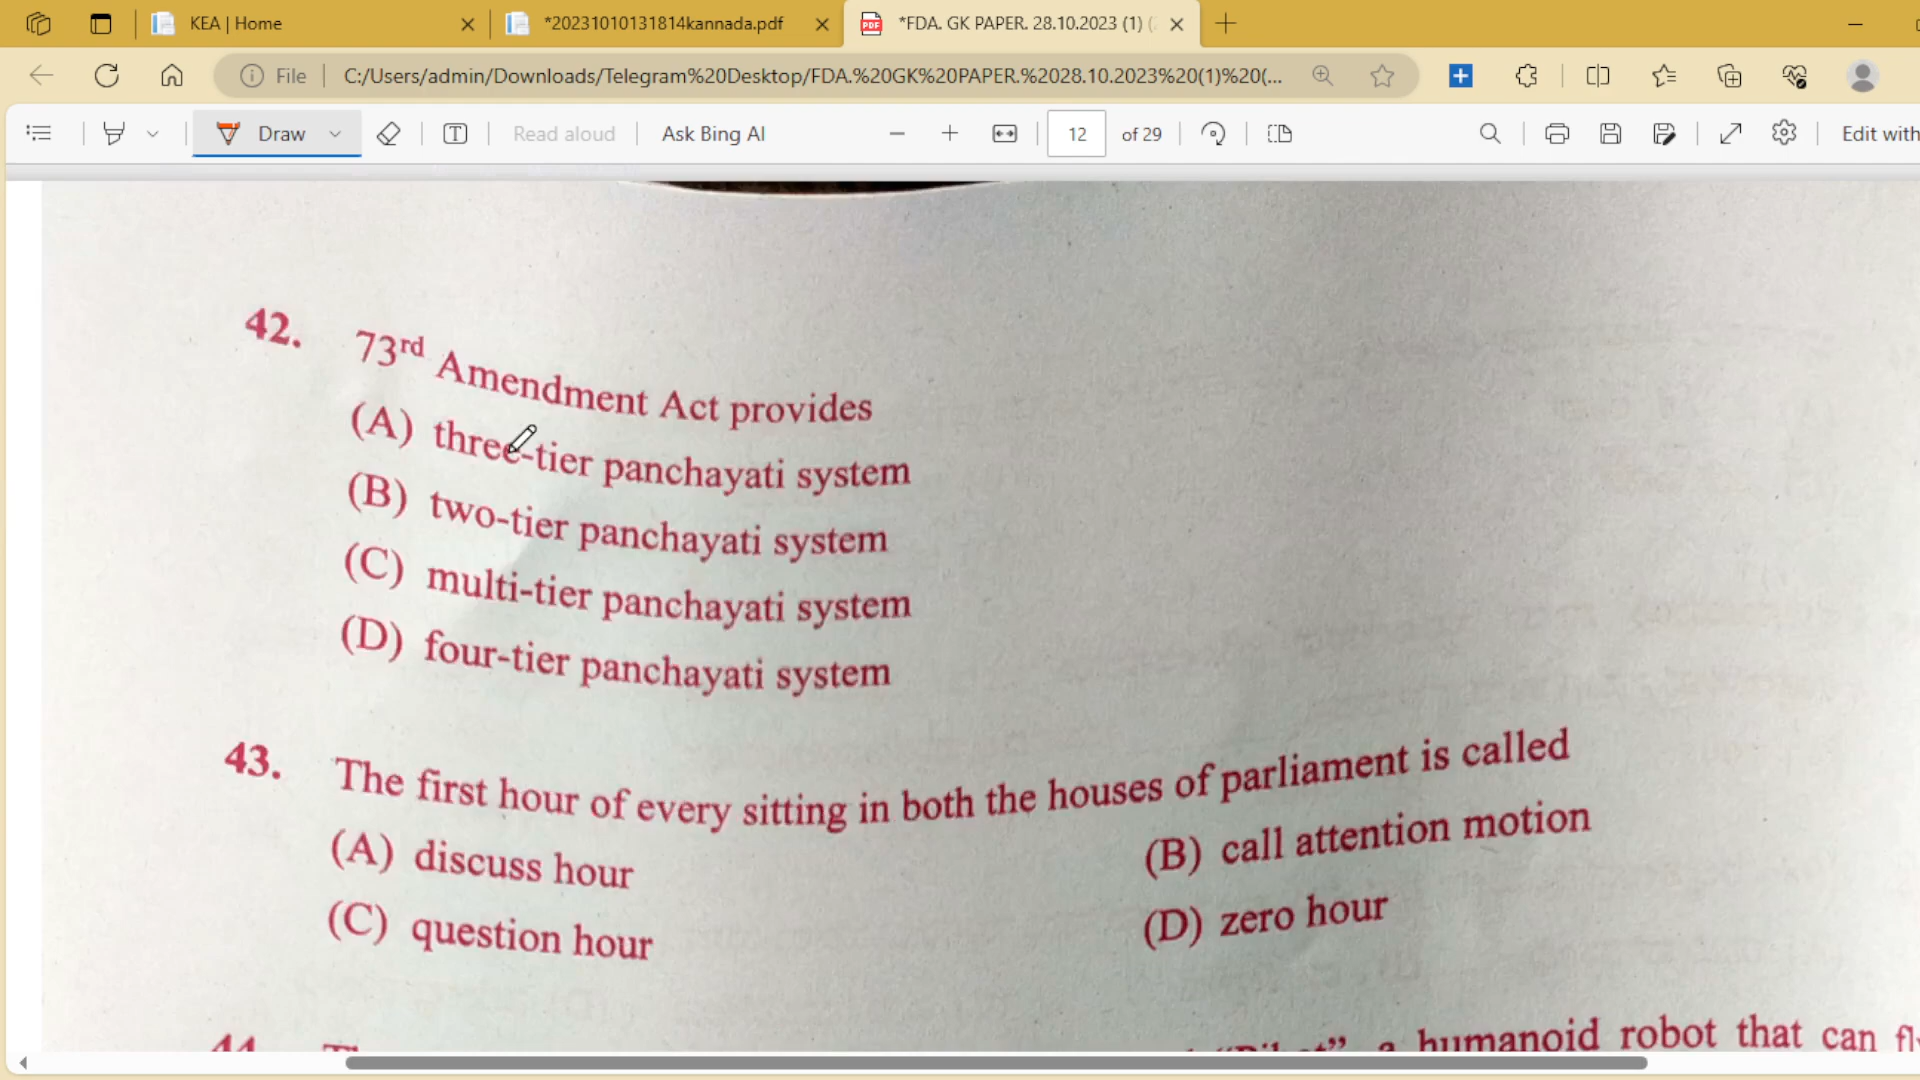 KEA | Home
*20231010131814kannada.pdf
*FDA. GK PAPER. 28.10.2023 (1) (
File
C:/Users/admin/Downloads/Telegram%20Desktop/FDA.%20GK%20PAPER.%2028.10.2023%20(1)%20(...
Draw
Read aloud
Ask Bing AI
12 of 29
Edit with
42. 73rd Amendment Act provides
(A) three-tier panchayati system
(B) two-tier panchayati system
(C) multi-tier panchayati system
(D) four-tier panchayati system
43. The first hour of every sitting in both the houses of parliament is called
(A) discuss hour
(B) call attention motion
(C) question hour
(D) zero hour
44. a humanoid robot that can